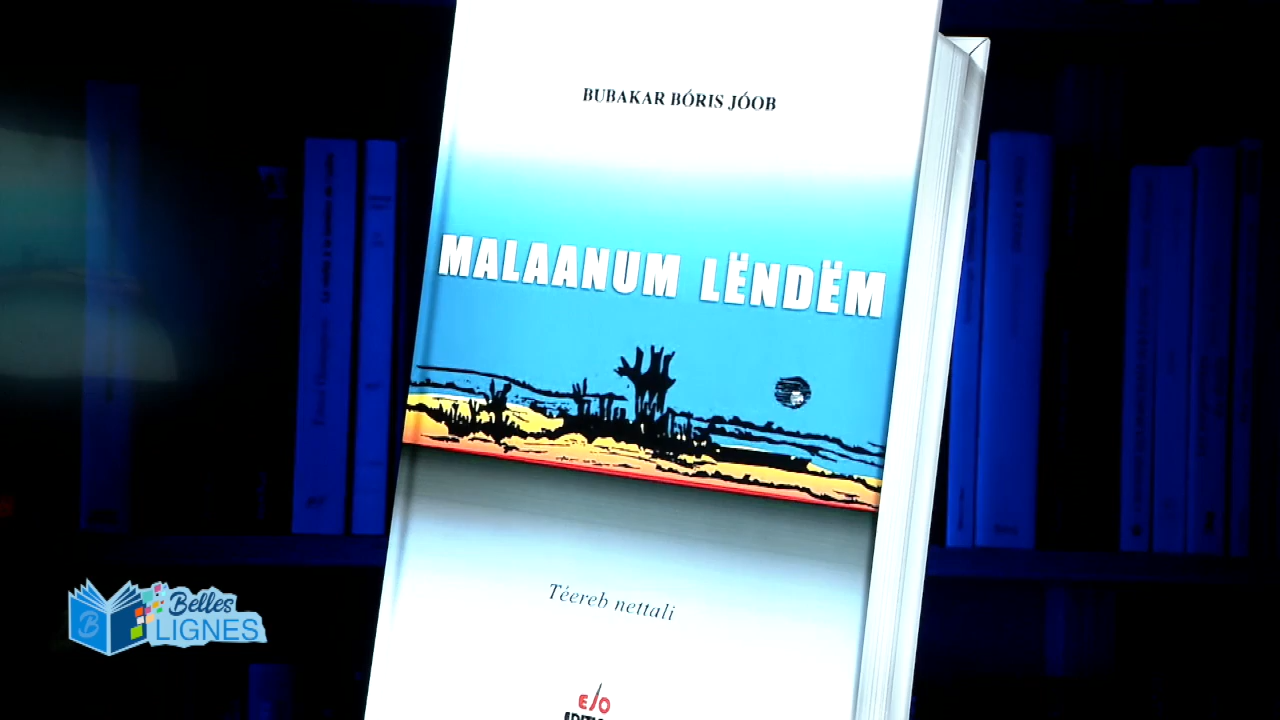 BUBAKAR BÓRIS JÓOB
MALAANUM LËNDËM
Téereb nettali
E/O
Belles
LIGNES